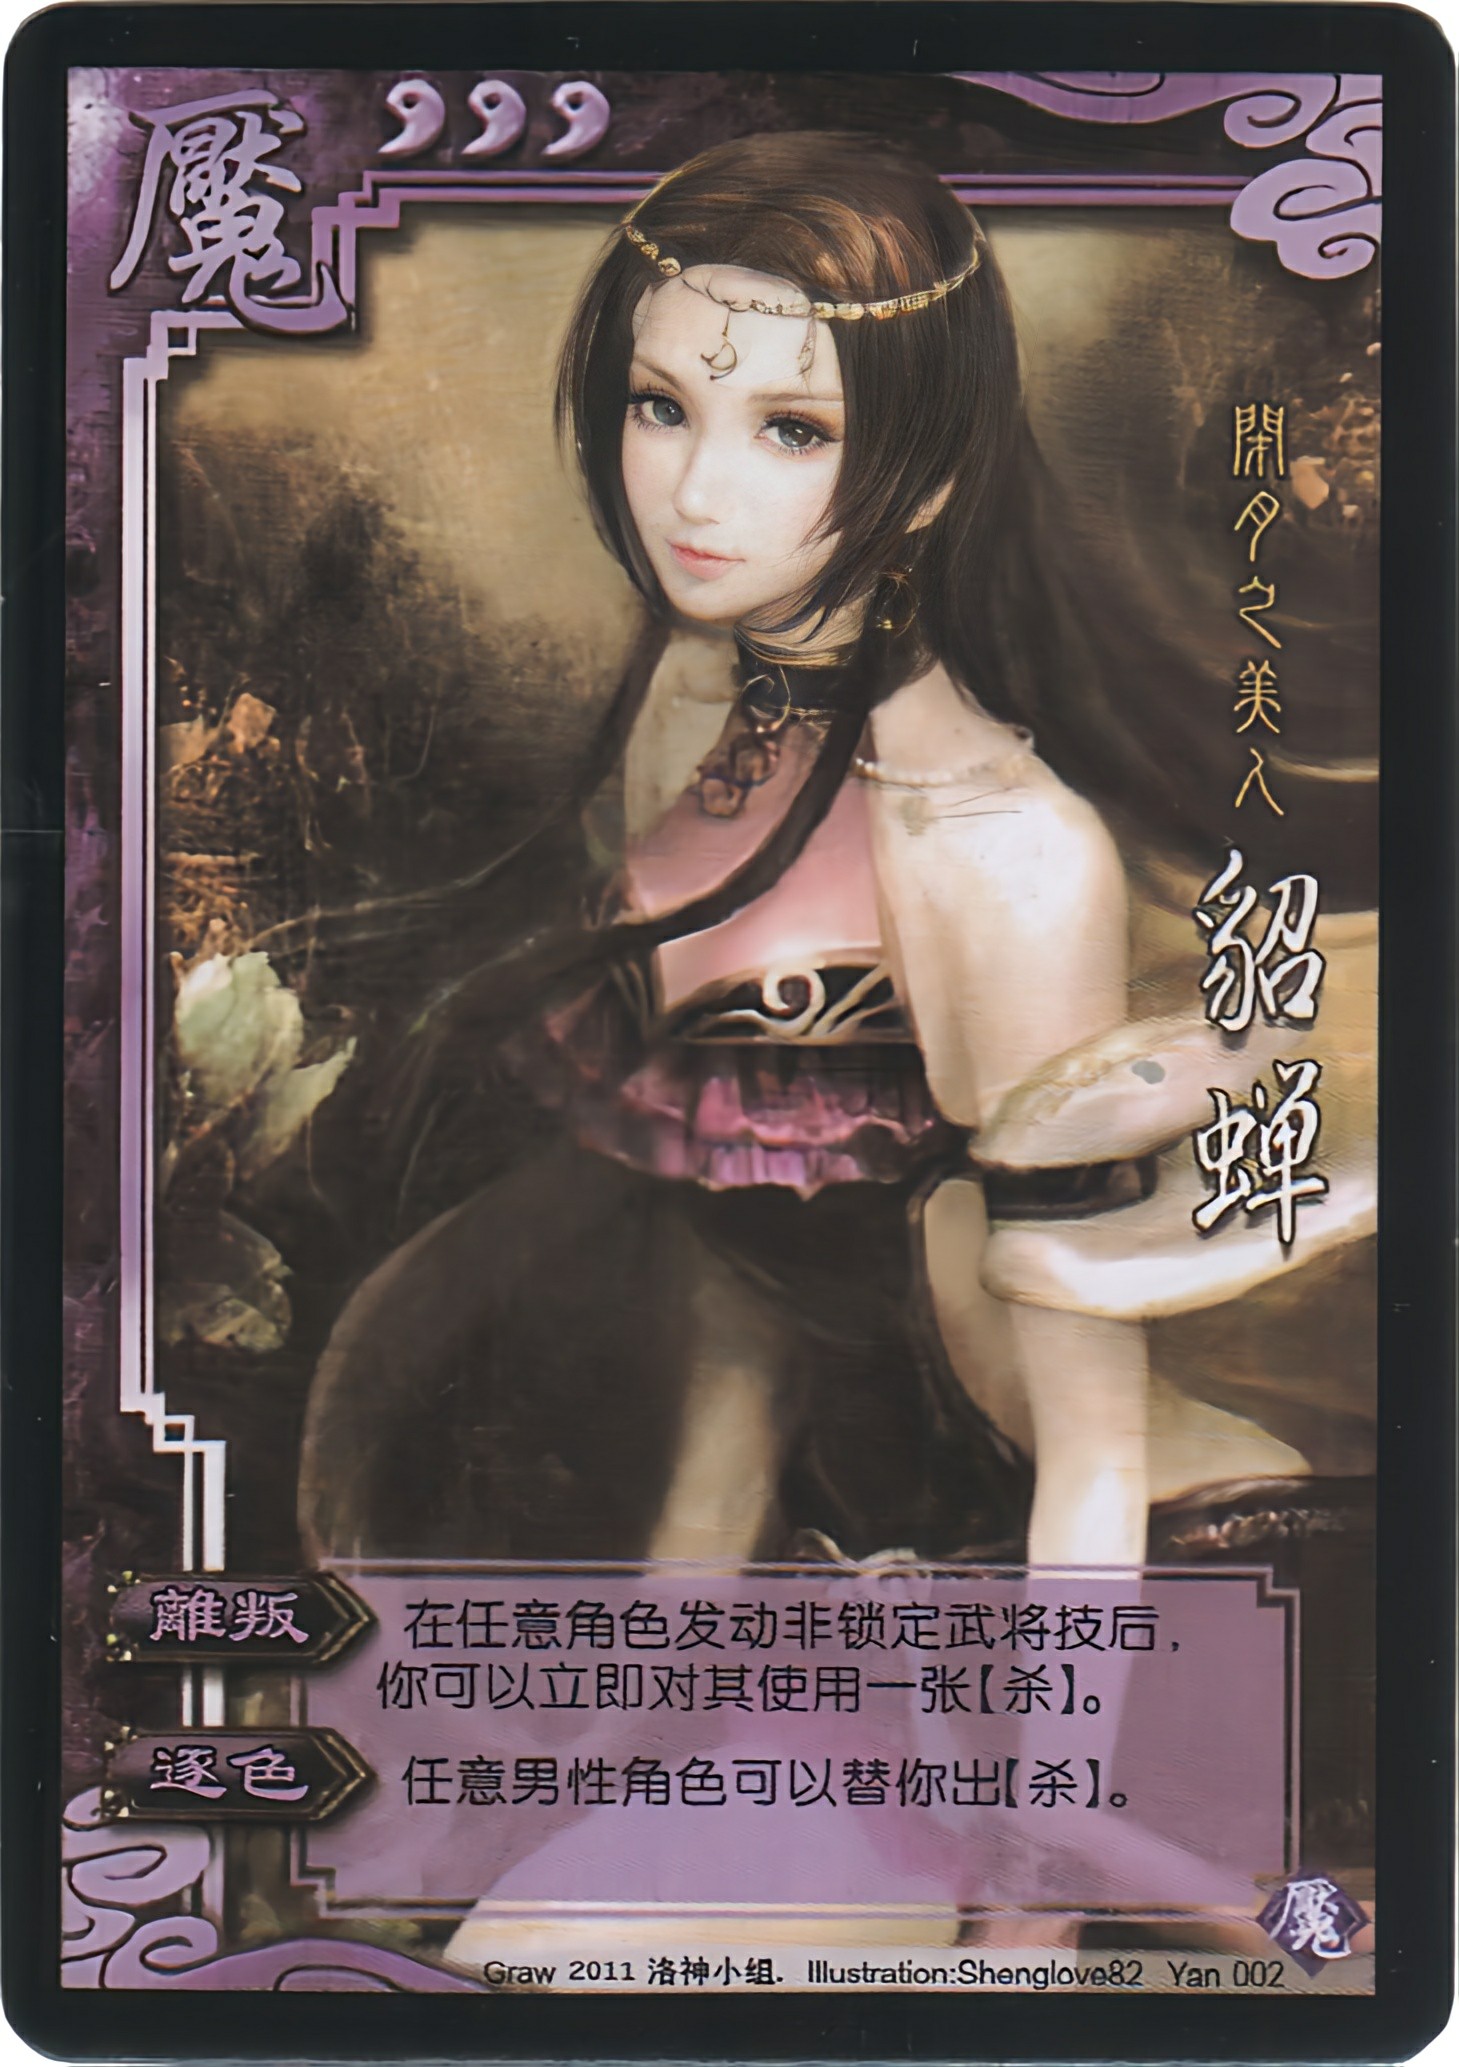 魘
閉月之美人
貂蝉
離叛
在任意角色发动非锁定武将技后，
你可以立即对其使用一张【杀】。
逐色
任意男性角色可以替你出【杀】。
魘
Graw 2011 洛神小组. Illustration:Shenglove82 Yan 002